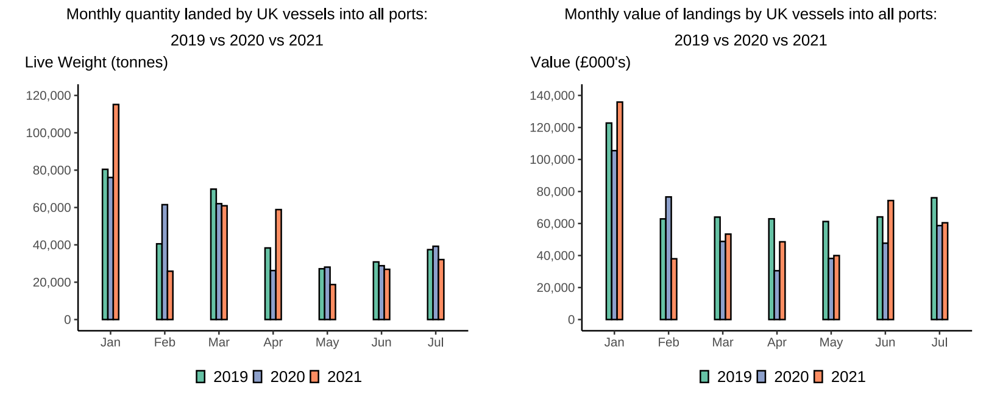 Monthly quantity landed by UK vessels into all ports:
2019 vs 2020 vs 2021
Live Weight (tonnes)
120,000
100,000
80,000
60,000
40,000
20,000
0
Jan Feb Mar Apr May Jun Jul
2019 2020 2021
Monthly value of landings by UK vessels into all ports:
2019 vs 2020 vs 2021
Value (£000's)
140,000
120,000
100,000
80,000
60,000
40,000
20,000
0
Jan Feb Mar Apr May Jun Jul
2019 2020 2021